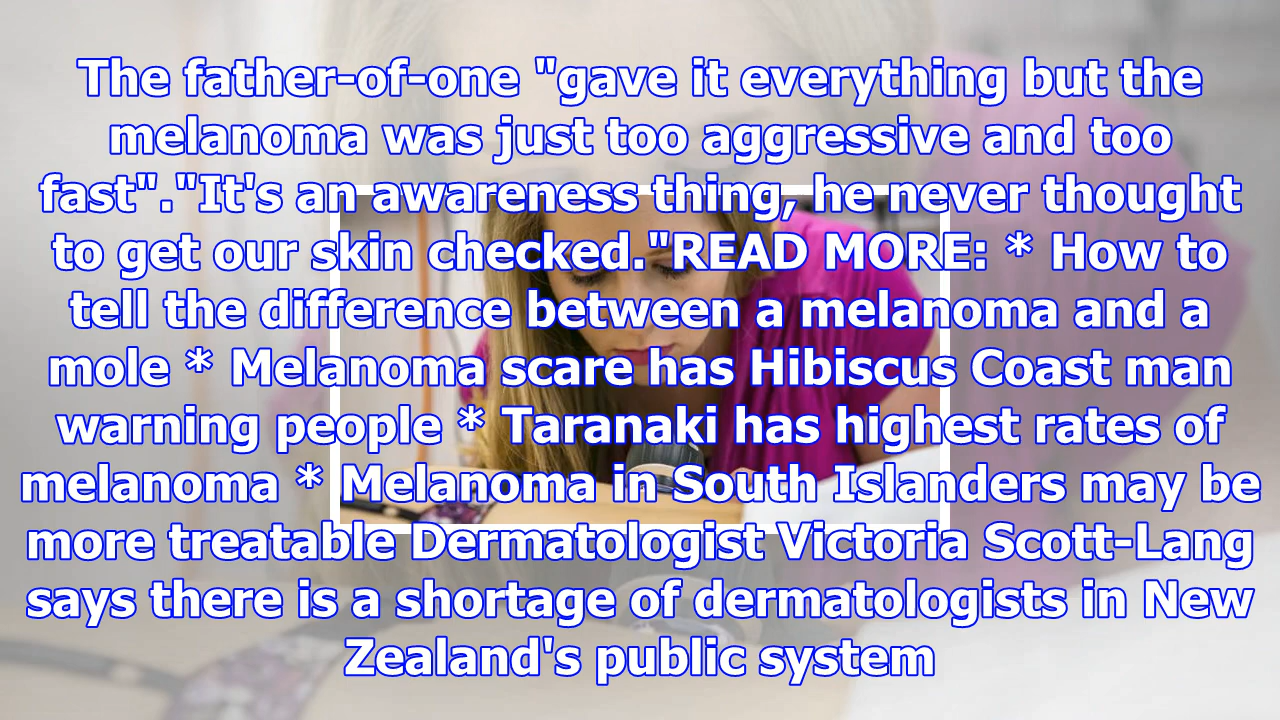 The father-of-one "gave it everything but the
melanoma was just too aggressive and too
fast"."It's an awareness thing, he never thought
to get our skin checked."READ MORE: * How to
tell the difference between a melanoma and a
mole * Melanoma scare has Hibiscus Coast man
warning people * Taranaki has highest rates of
melanoma * Melanoma in South Islanders may be
more treatable Dermatologist Victoria Scott-Lang
says there is a shortage of dermatologists in New
Zealand's public system